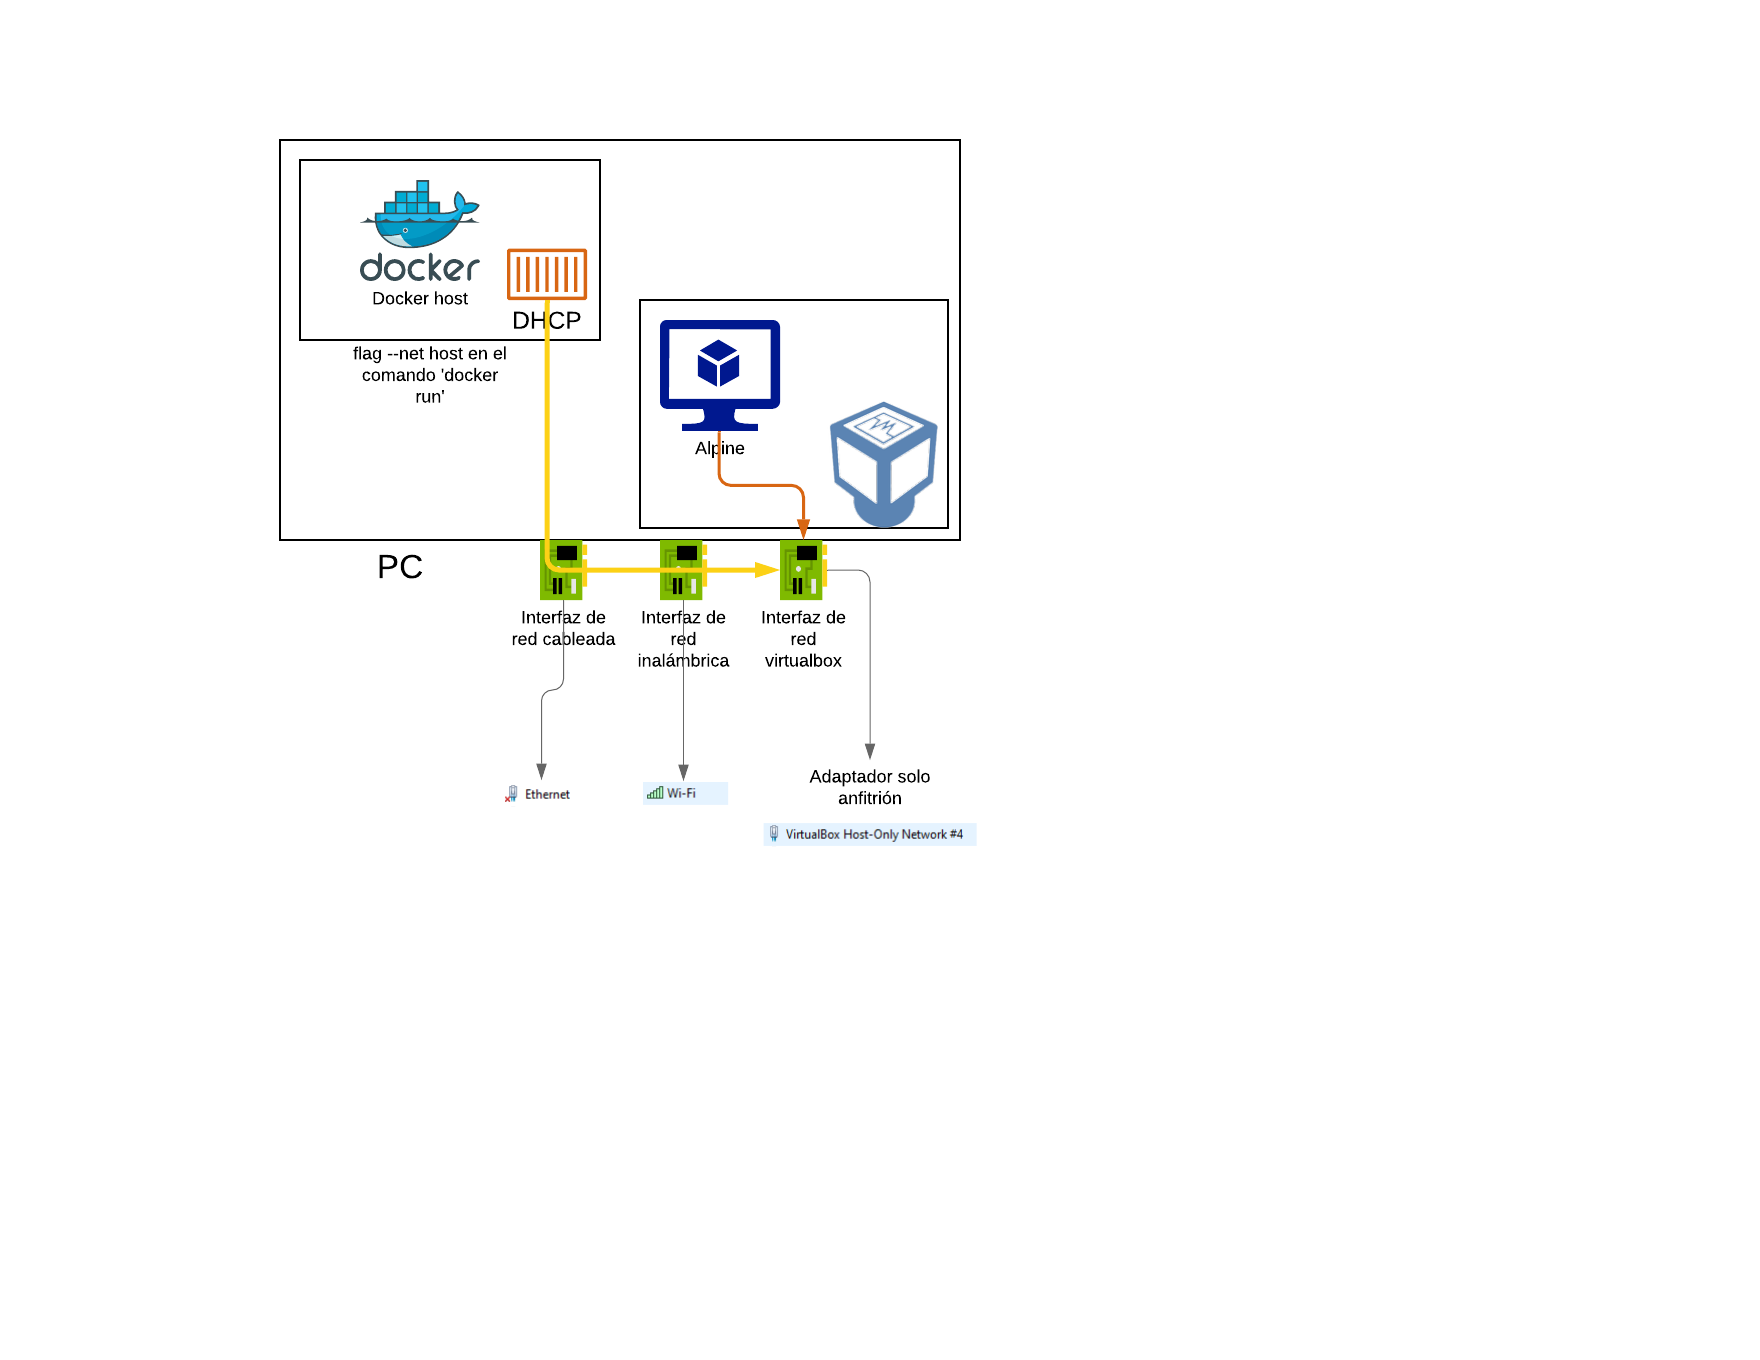 docker
Docker host
DHCP
flag --net host en el
comando 'docker
run'
Alpine
PC
Interfaz de
red cableada
Interfaz de
red
inalámbrica
Interfaz de
red
virtualbox
Ethernet
Wi-Fi
Adaptador solo
anfitrión
VirtualBox Host-Only Network #4